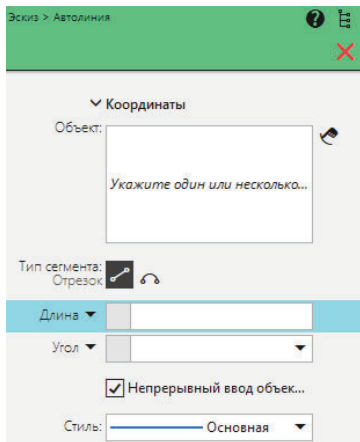 Эскиз > Автолиния
Координаты
Объект:
Укажите один или несколько...
Тип сегмента:
Отрезок
Длина
Угол
Непрерывный ввод объек...
Стиль: Основная